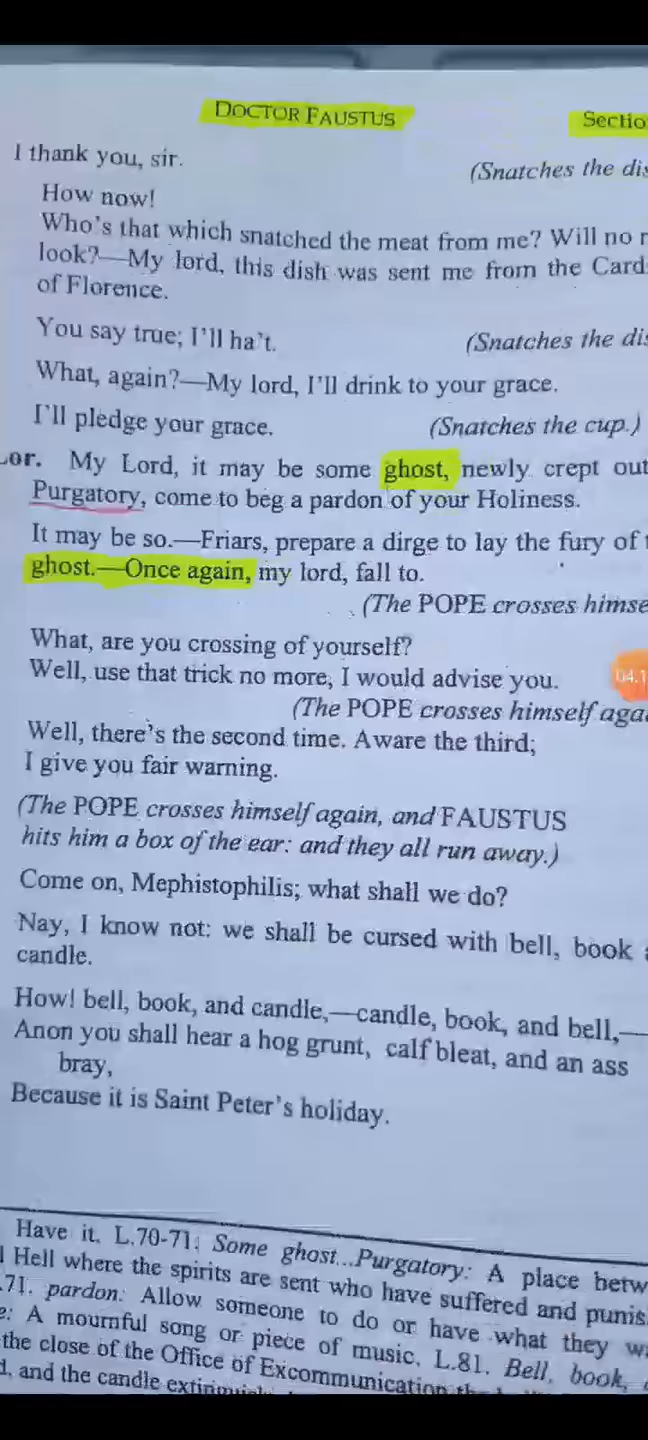 DOCTOR FAUSTUS Sectio
I thank you, sir. (Snatches the dis
How now!
Who's that which snatched the meat from me? Will no
look?—My lord, this dish was sent me from the Card
of Florence.
You say true; I'll ha't. (Snatches the dis
What, again?—My lord, I'll drink to your grace.
I'll pledge your grace. (Snatches the cup.)
Lor. My Lord, it may be some ghost, newly crept out
Purgatory, come to beg a pardon of your Holiness.
It may be so.—Friars, prepare a dirge to lay the fury of
ghost.—Once again, my lord, fall to.
(The POPE crosses himse
What, are you crossing of yourself?
Well, use that trick no more, I would advise you.
04.1
(The POPE crosses himself aga
Well, there's the second time. Aware the third;
I give you fair warning.
(The POPE crosses himself again, and FAUSTUS
hits him a box of the ear: and they all run away.)
Come on, Mephistophilis; what shall we do?
Nay, I know not: we shall be cursed with bell, book
candle.
How! bell, book, and candle,—candle, book, and bell,—
Anon you shall hear a hog grunt, calf bleat, and an ass
bray,
Because it is Saint Peter's holiday.
Have it. L.70-71: Some ghost...Purgatory: A place betw
Hell where the spirits are sent who have suffered and punis
.71. pardon: Allow someone to do or have what they w
e: A mournful song or piece of music. L.81. Bell, book,
the close of the Office of Excommunication
, and the candle